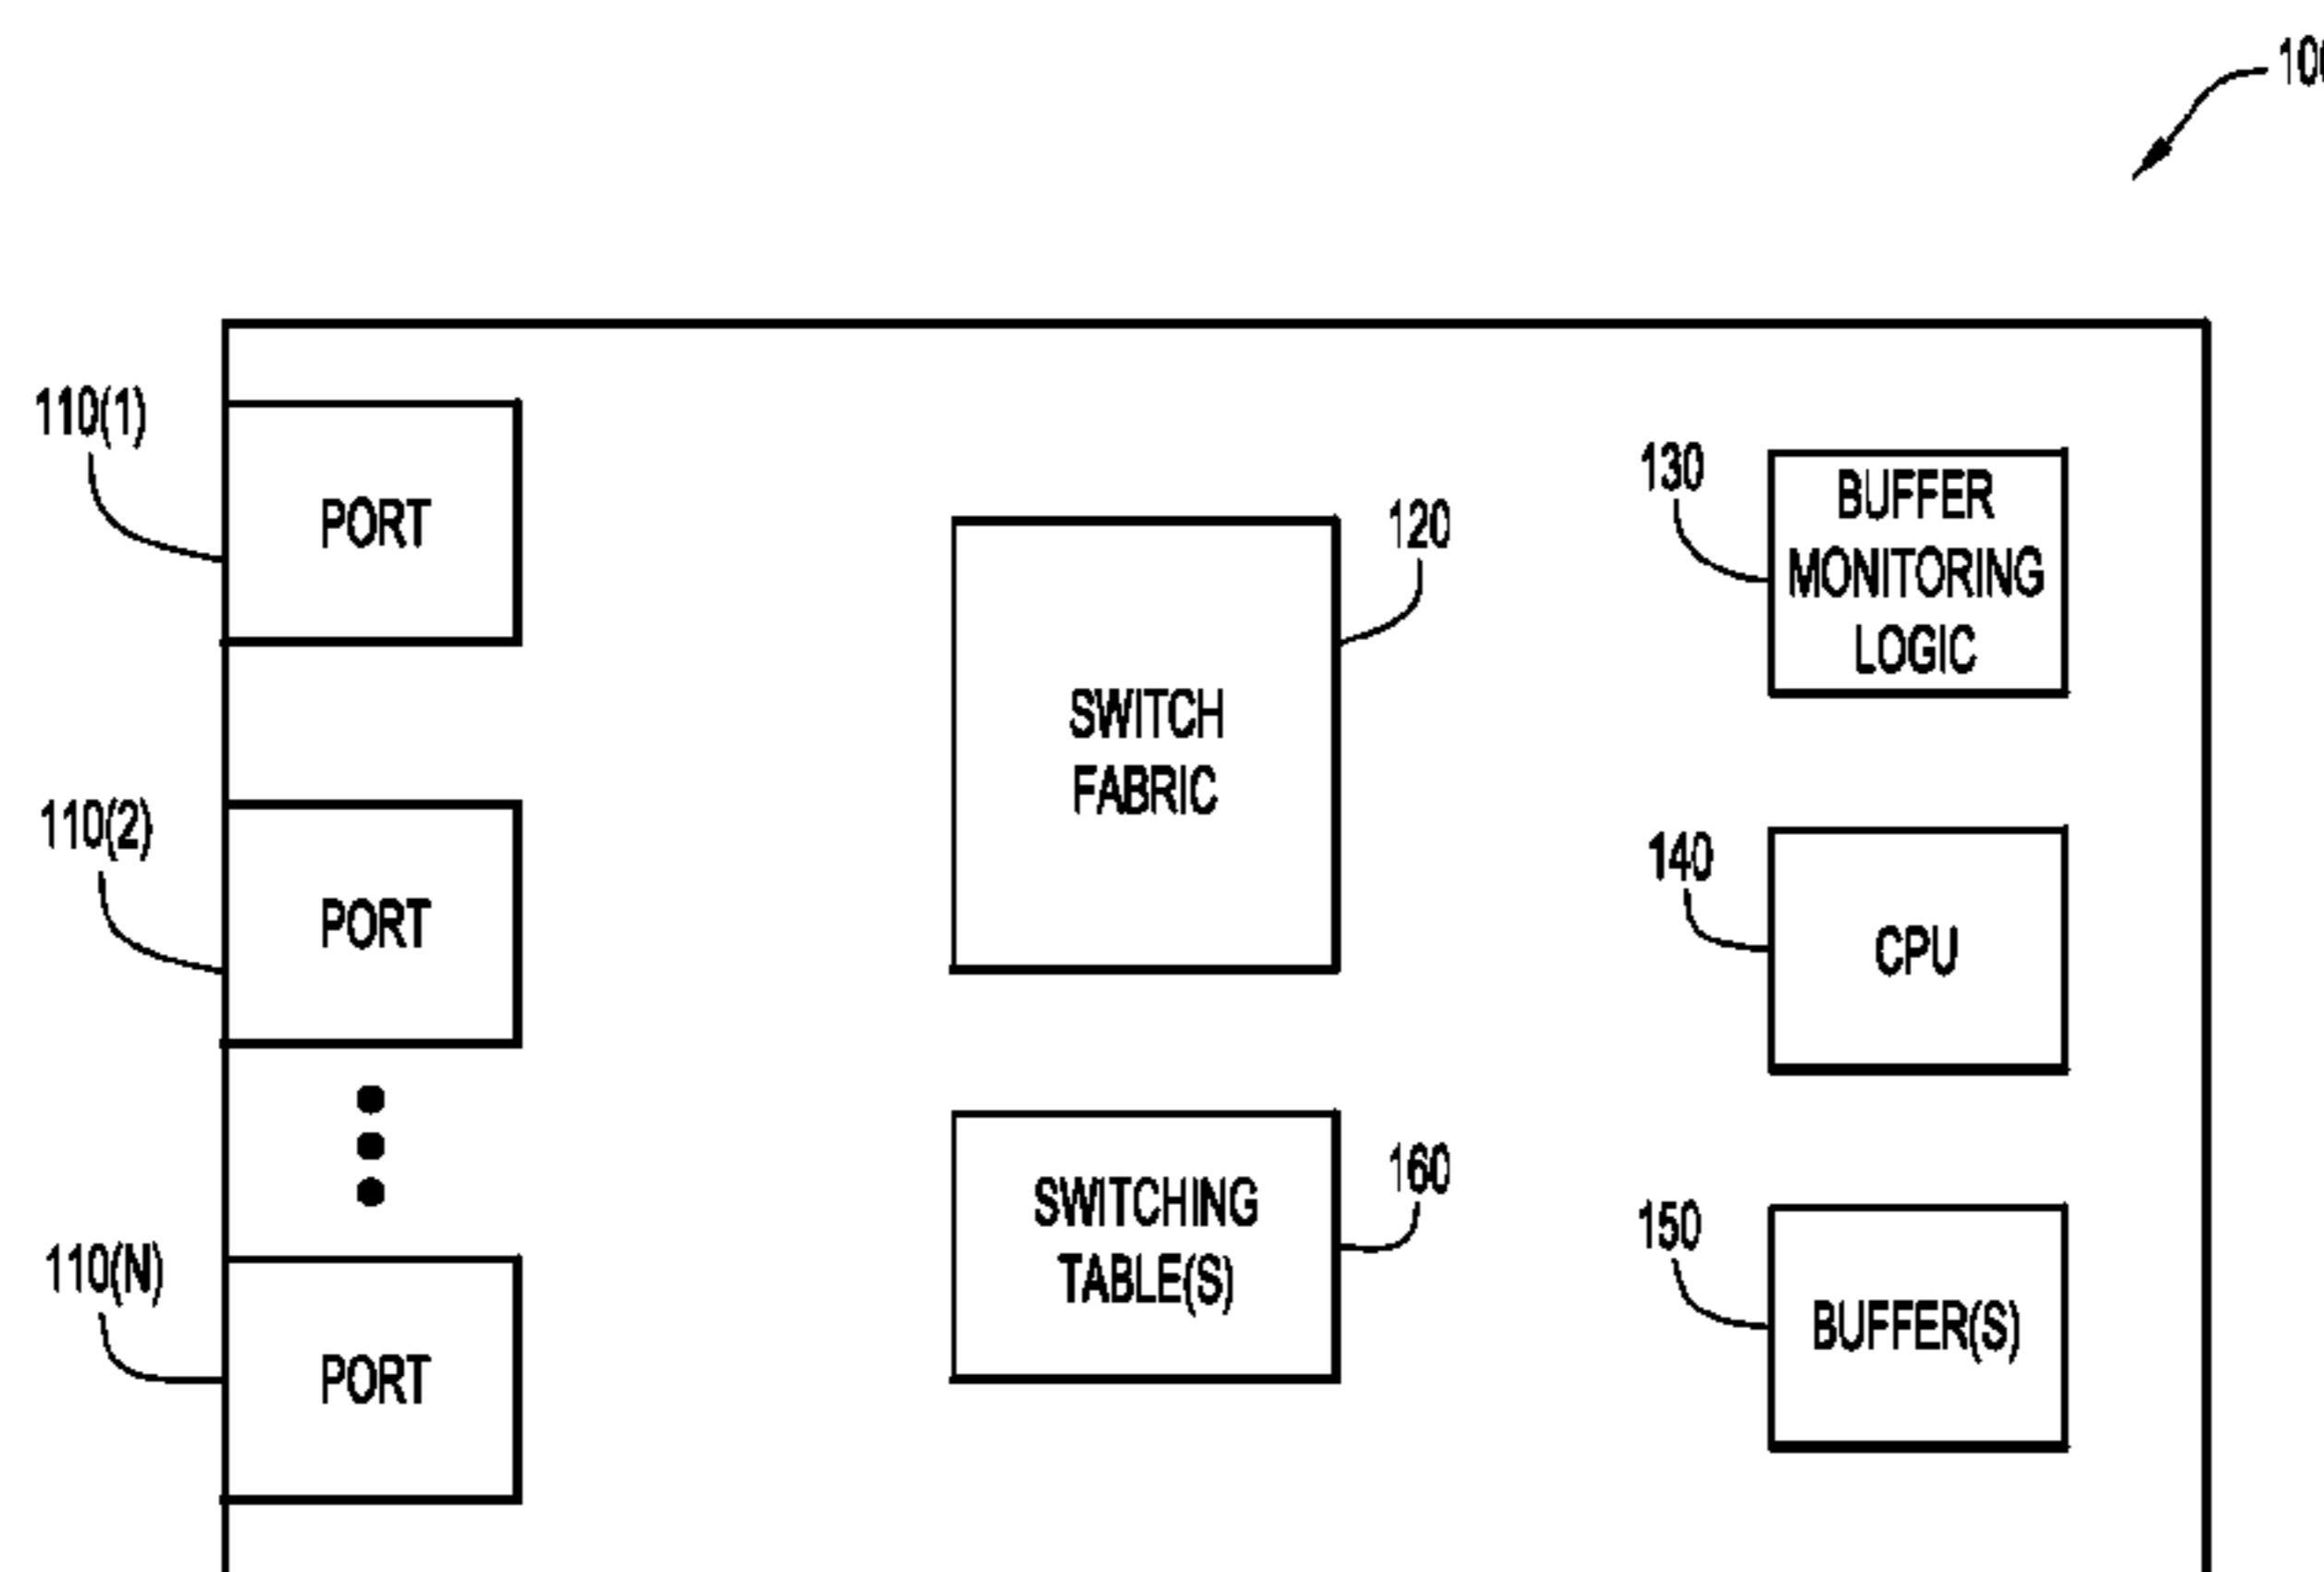 100
110(1)
PORT
130
BUFFER
MONITORING
LOGIC
120
SWITCH
FABRIC
110(2)
PORT
140
CPU
160
SWITCHING
TABLE(S)
150
BUFFER(S)
110(N)
PORT